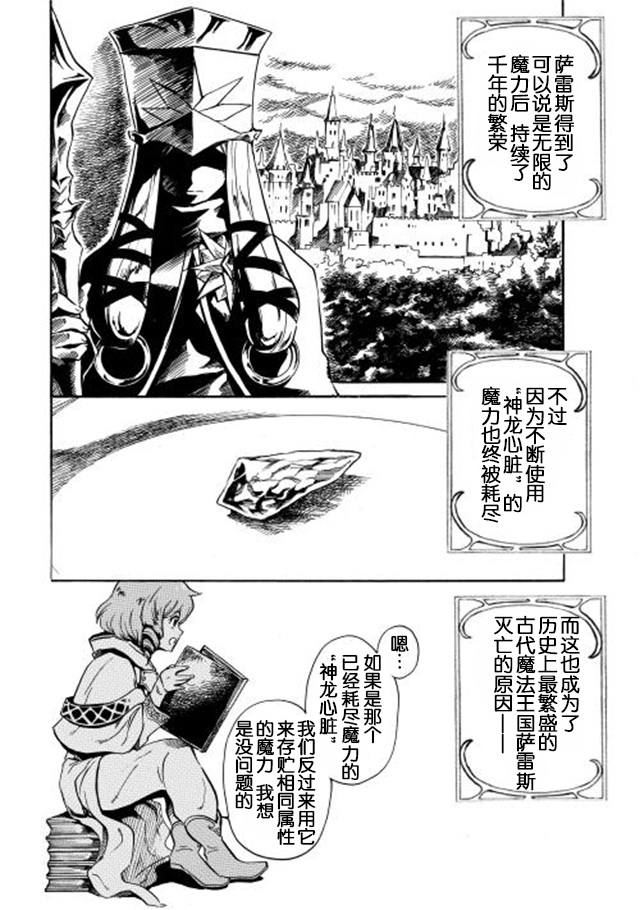 萨雷斯得到了
可以说是无限的
魔力后 持续了
千年的繁荣
不过
因为不断使用
“神龙心脏”的
魔力也终被耗尽
而这也成为了
历史上最繁盛的
古代魔法王国萨雷斯
灭亡的原因——
嗯…
如果是那个
已经耗尽魔力的
“神龙心脏”
我们反过来用它
来存贮相同属性
的魔力 我想
是没问题的